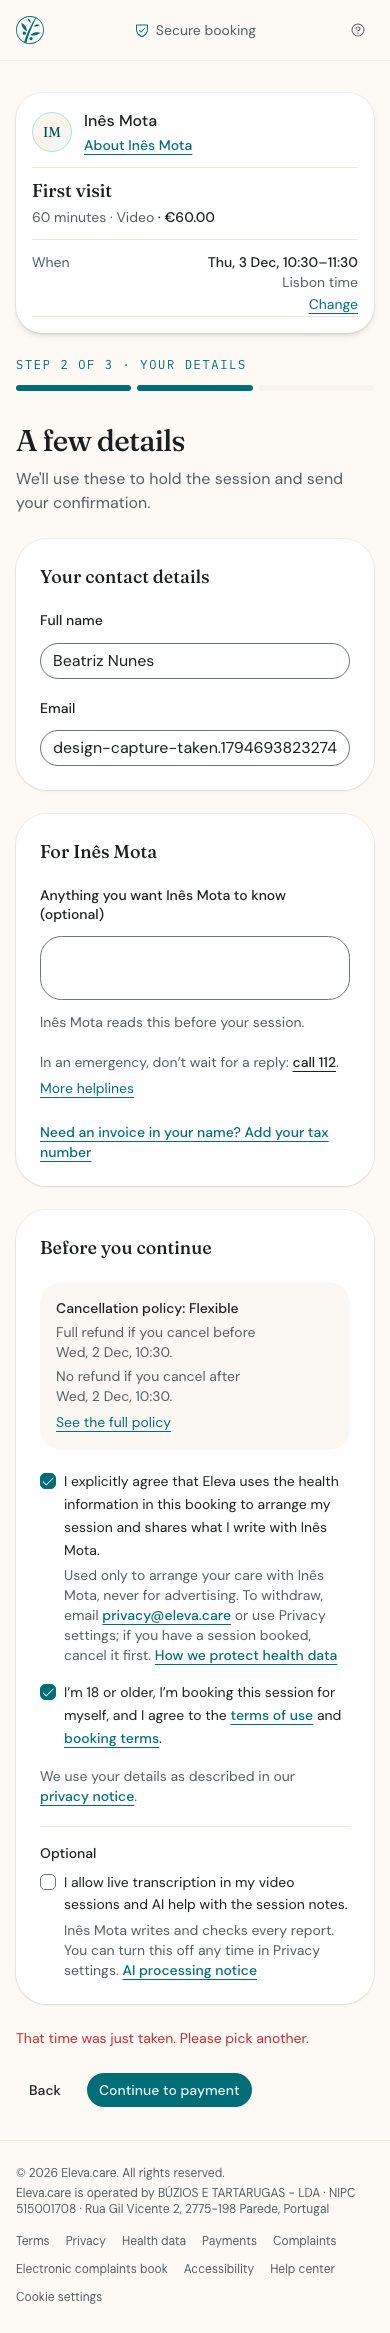 Secure booking
IM
Inês Mota
About Inês Mota
First visit
60 minutes · Video · €60.00
When
Thu, 3 Dec, 10:30–11:30
Lisbon time
Change
STEP 2 OF 3 · YOUR DETAILS
A few details
We'll use these to hold the session and send
your confirmation.
Your contact details
Full name
Beatriz Nunes
Email
design-capture-taken.1794693823274
For Inês Mota
Anything you want Inês Mota to know
(optional)
Inês Mota reads this before your session.
In an emergency, don’t wait for a reply: call 112.
More helplines
Need an invoice in your name? Add your tax
number
Before you continue
Cancellation policy: Flexible
Full refund if you cancel before
Wed, 2 Dec, 10:30.
No refund if you cancel after
Wed, 2 Dec, 10:30.
See the full policy
I explicitly agree that Eleva uses the health
information in this booking to arrange my
session and shares what I write with Inês
Mota.
Used only to arrange your care with Inês
Mota, never for advertising. To withdraw,
email privacy@eleva.care or use Privacy
settings; if you have a session booked,
cancel it first. How we protect health data
I’m 18 or older, I’m booking this session for
myself, and I agree to the terms of use and
booking terms.
We use your details as described in our
privacy notice.
Optional
I allow live transcription in my video
sessions and AI help with the session notes.
Inês Mota writes and checks every report.
You can turn this off any time in Privacy
settings. AI processing notice
That time was just taken. Please pick another.
Back
Continue to payment
© 2026 Eleva.care. All rights reserved.
Eleva.care is operated by BÚZIOS E TARTARUGAS - LDA · NIPC
515001708 · Rua Gil Vicente 2, 2775-198 Parede, Portugal
Terms Privacy Health data Payments Complaints
Electronic complaints book Accessibility Help center
Cookie settings